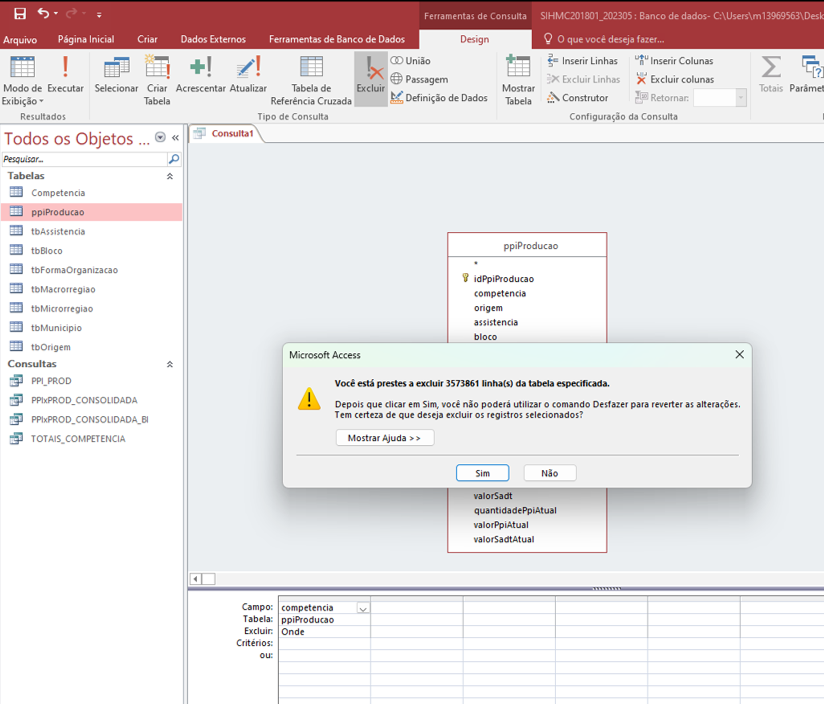 Ferramentas de Consulta
SIHMC201801_202305 : Banco de dados- C:\Users\m13969563\Desk
Arquivo
Página Inicial
Criar
Dados Externos
Ferramentas de Banco de Dados
Design
O que você deseja fazer...
Modo de Exibição
Executar
Selecionar
Criar Tabela
Acrescentar
Atualizar
Tabela de Referência Cruzada
Excluir
União
Passagem
Definição de Dados
Mostrar Tabela
Inserir Linhas
Excluir Linhas
Construtor
Inserir Colunas
Excluir colunas
Retornar:
Totais
Parâmet
Resultados
Tipo de Consulta
Configuração da Consulta
Todos os Objetos ...
Pesquisar...
Tabelas
Competencia
ppiProducao
tbAssistencia
tbBloco
tbFormaOrganizacao
tbMacrorregiao
tbMicrorregiao
tbMunicipio
tbOrigem
Consultas
PPI_PROD
PPIxPROD_CONSOLIDADA
PPIxPROD_CONSOLIDADA_BI
TOTAIS_COMPETENCIA
Consulta1
ppiProducao
*
idPpiProducao
competencia
origem
assistencia
bloco
Microsoft Access
Você está prestes a excluir 3573861 linha(s) da tabela especificada.
Depois que clicar em Sim, você não poderá utilizar o comando Desfazer para reverter as alterações.
Tem certeza de que deseja excluir os registros selecionados?
Mostrar Ajuda >>
Sim
Não
valorSadt
quantidadePpiAtual
valorPpiAtual
valorSadtAtual
Campo: competencia
Tabela: ppiProducao
Excluir: Onde
Critérios:
ou: